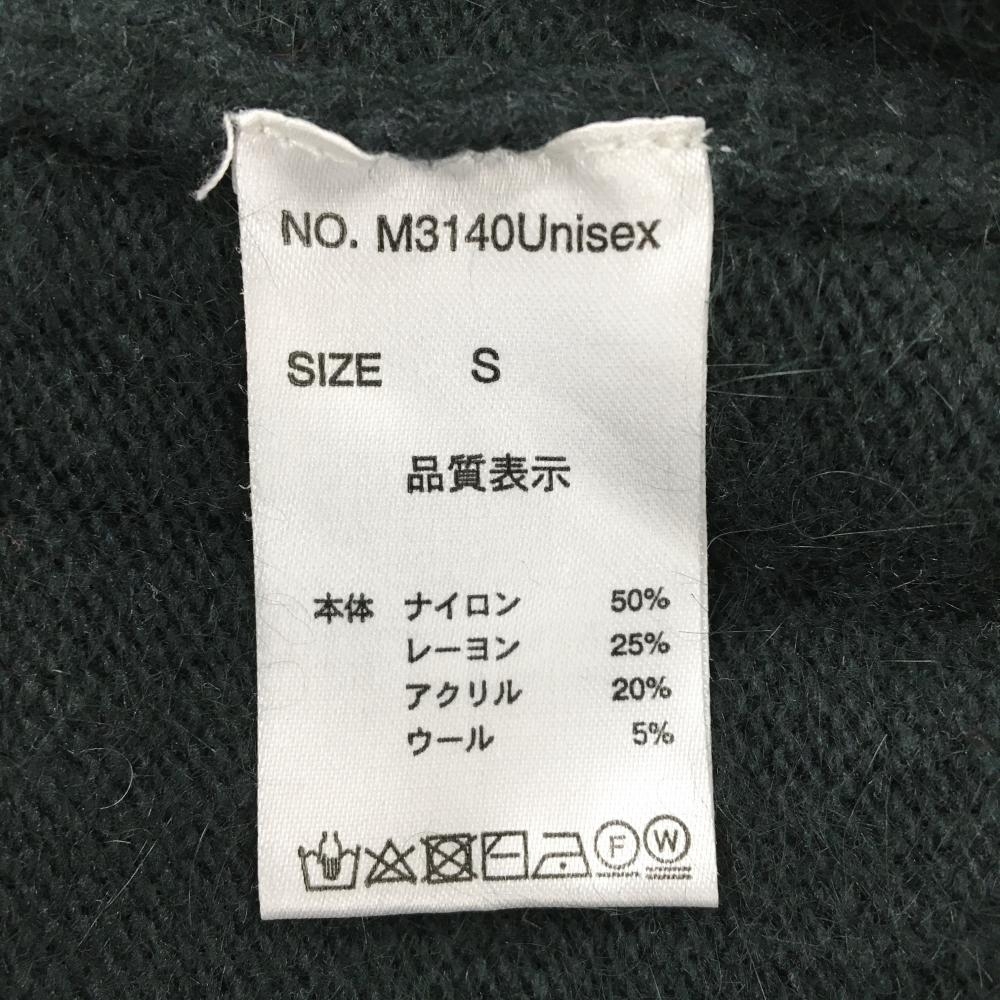 NO. M3140Unisex
SIZE S
品質表示
本体 ナイロン 50%
レーヨン 25%
アクリル 20%
ウール 5%
F W